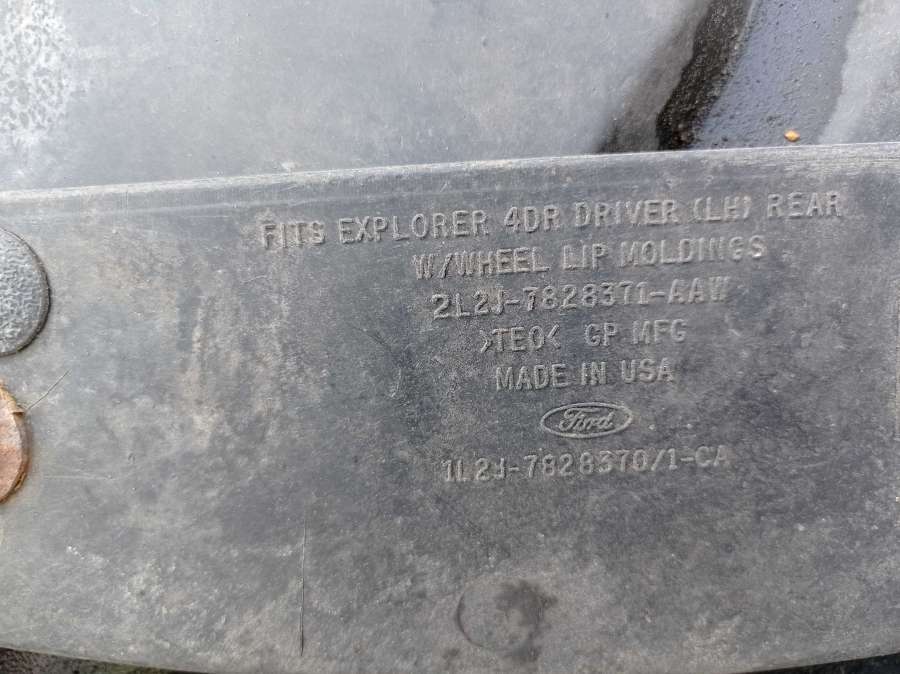 FITS EXPLORER 4DR DRIVER (LH) REAR
W/WHEEL LIP MOLDINGS
2L2J-7828371-AAW
>TEO< GP MFG
MADE IN USA
Ford
1L2J-7828370/1-CA